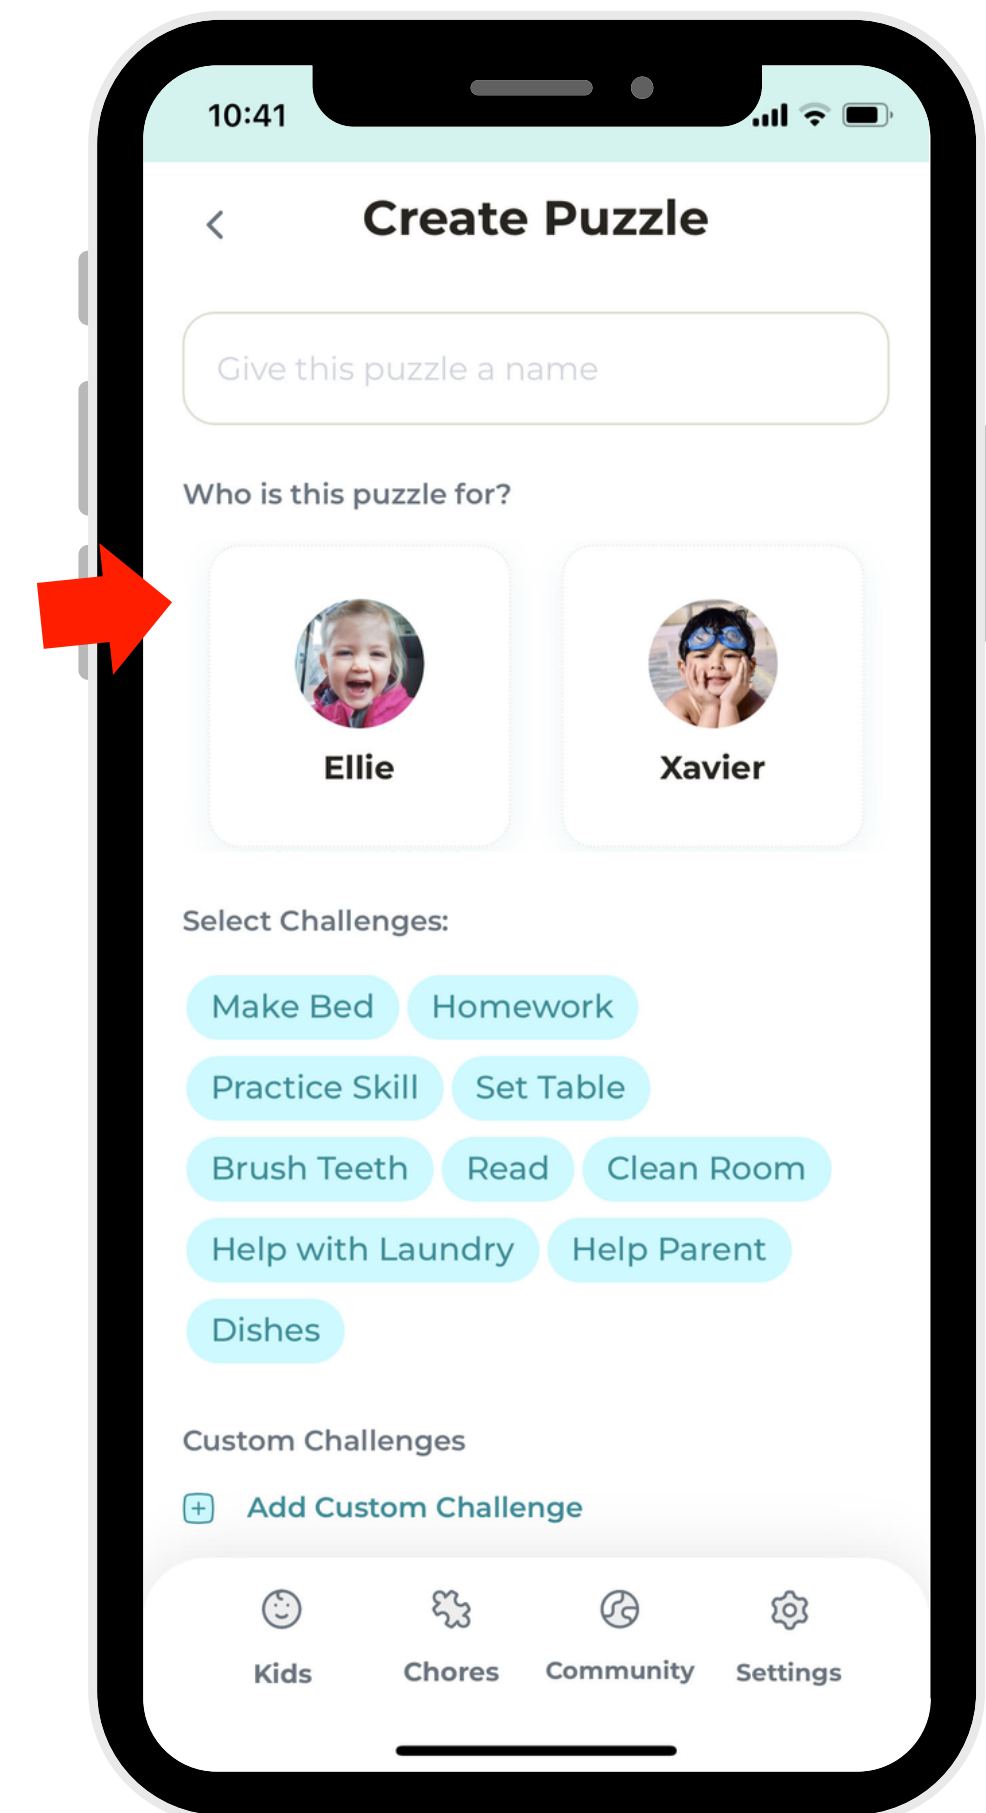 10:41
Create Puzzle
Give this puzzle a name
Who is this puzzle for?
Ellie Xavier
Select Challenges:
Make Bed Homework
Practice Skill Set Table
Brush Teeth Read Clean Room
Help with Laundry Help Parent
Dishes
Custom Challenges
Add Custom Challenge
Kids Chores Community Settings